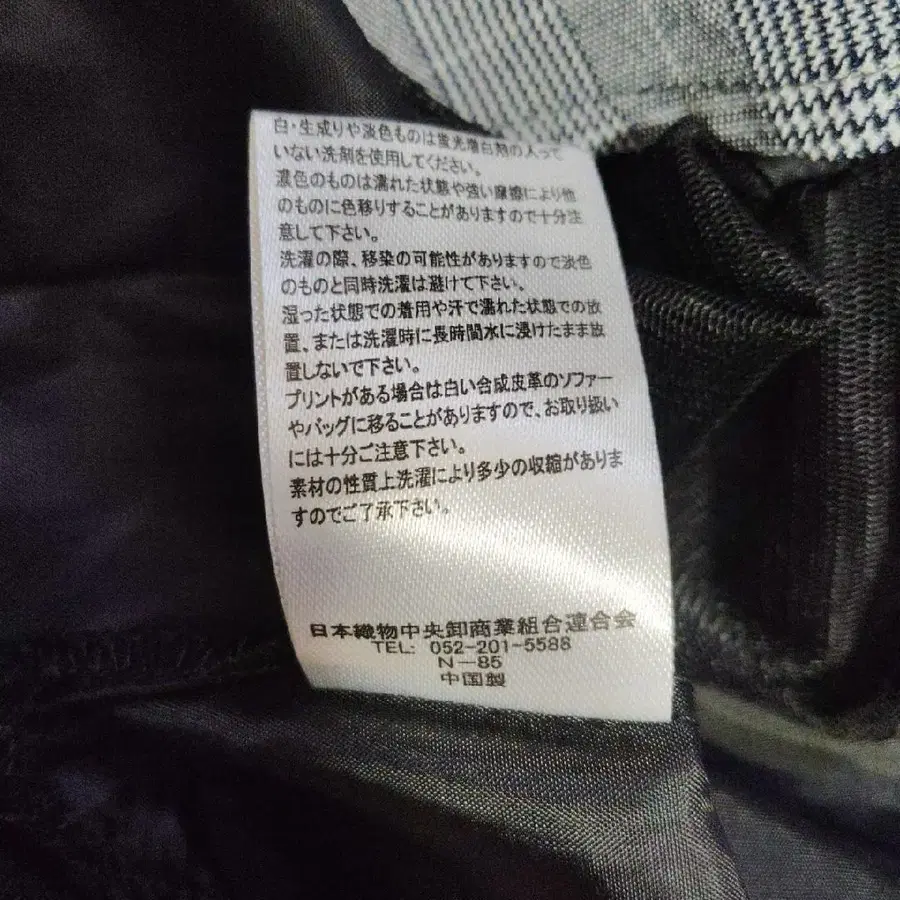 白・生成りや淡色ものは蛍光増白剤の入って
いない洗剤を使用してください。
濃色のものは濡れた状態や強い摩擦により他
のものに色移りすることがありますので十分注
意して下さい。
洗濯の際、移染の可能性がありますので淡色
のものと同時洗濯は避けて下さい。
湿った状態での着用や汗で濡れた状態での放
置、または洗濯時に長時間水に浸けたまま放
置しないで下さい。
プリントがある場合は白い合成皮革のソファー
やバッグに移ることがありますので、お取り扱い
には十分ご注意下さい。
素材の性質上洗濯により多少の収縮がありま
すのでご了承下さい。
日本織物中央卸商業組合連合会
TEL: 052-201-5588
N-85
中国製